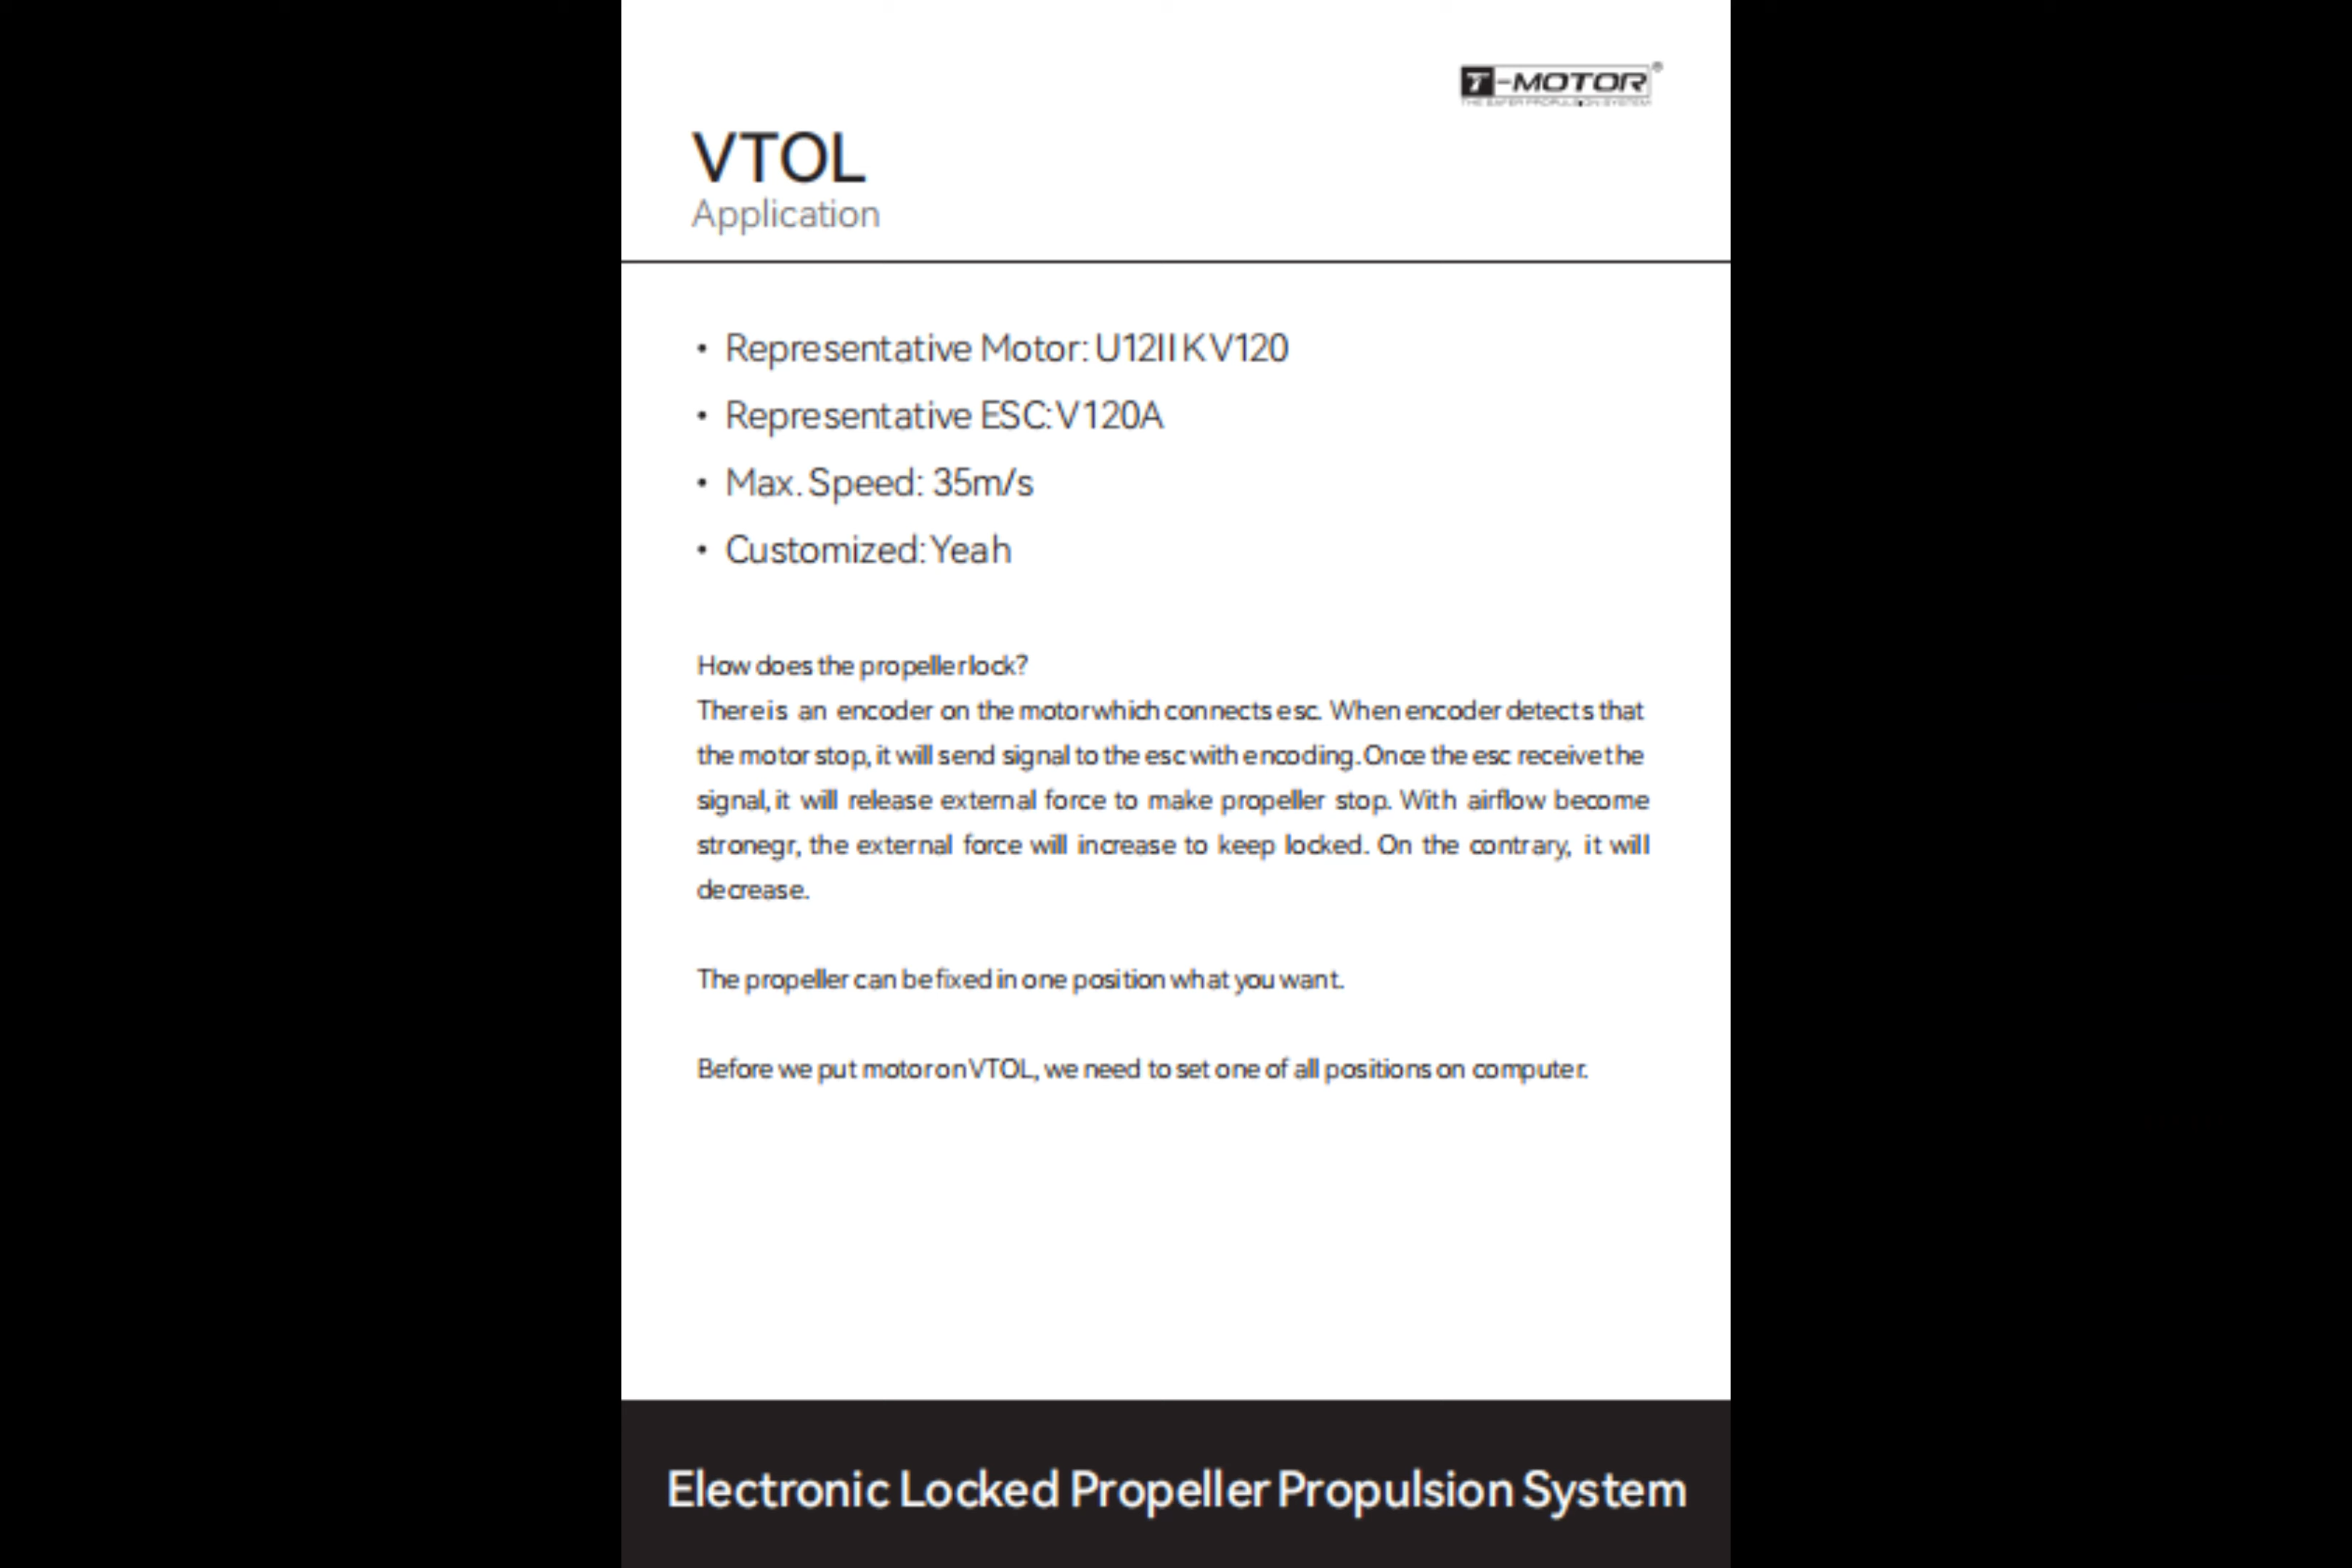 T-MOTOR®
THE SAFER PROPULSION SYSTEM
VTOL
Application
• Representative Motor: U12II KV120
• Representative ESC: V120A
• Max. Speed: 35m/s
• Customized: Yeah
How does the propeller lock?
There is an encoder on the motor which connects esc. When encoder detects that
the motor stop, it will send signal to the esc with encoding. Once the esc receive the
signal, it will release external force to make propeller stop. With airflow become
stronegr, the external force will increase to keep locked. On the contrary, it will
decrease.
The propeller can be fixed in one position what you want.
Before we put motor on VTOL, we need to set one of all positions on computer.
Electronic Locked Propeller Propulsion System